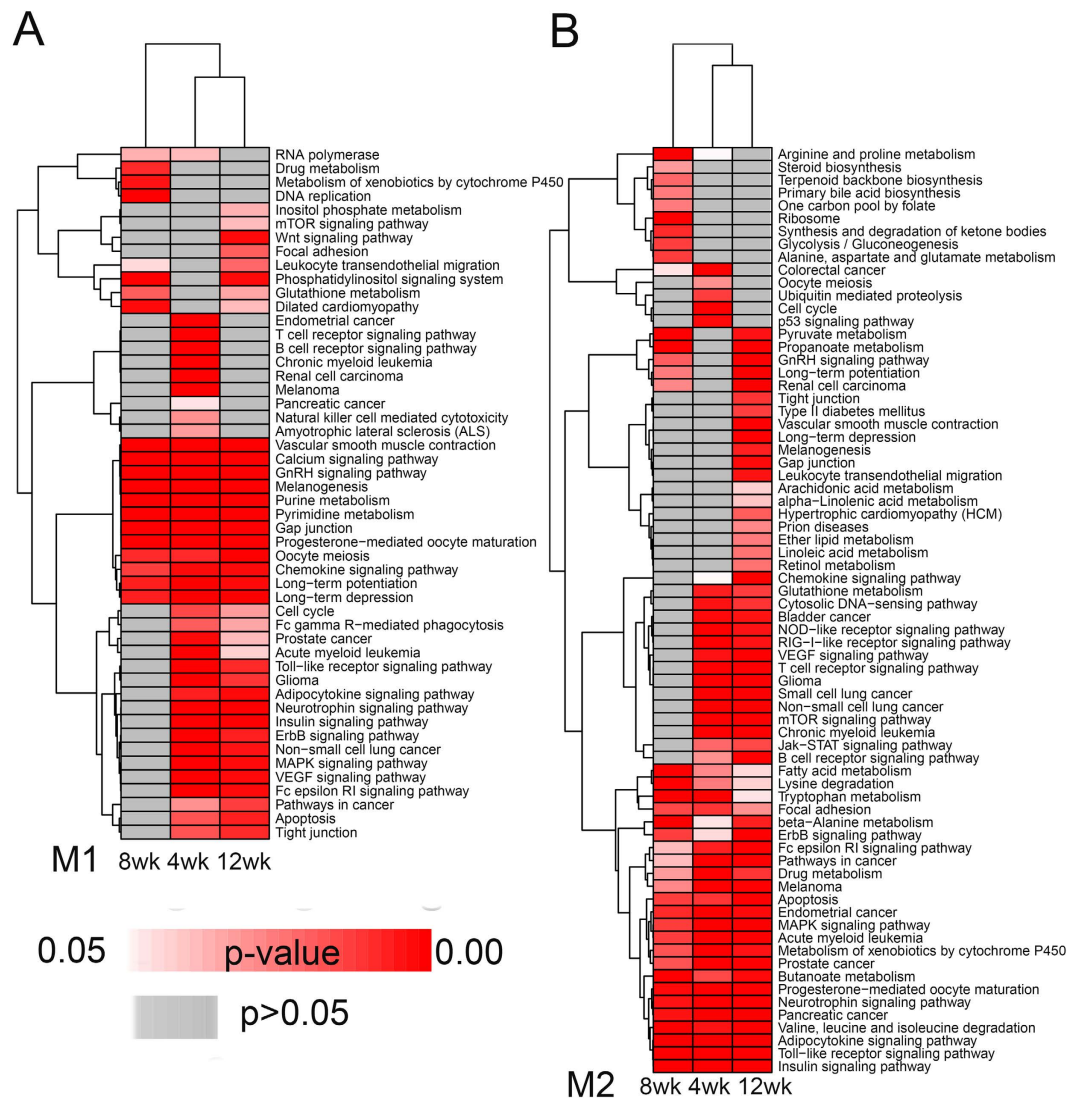 A
RNA polymerase
Drug metabolism
Metabolism of xenobiotics by cytochrome P450
DNA replication
Inositol phosphate metabolism
mTOR signaling pathway
Wnt signaling pathway
Focal adhesion
Leukocyte transendothelial migration
Phosphatidylinositol signaling system
Glutathione metabolism
Dilated cardiomyopathy
Endometrial cancer
T cell receptor signaling pathway
B cell receptor signaling pathway
Chronic myeloid leukemia
Renal cell carcinoma
Melanoma
Pancreatic cancer
Natural killer cell mediated cytotoxicity
Amyotrophic lateral sclerosis (ALS)
Vascular smooth muscle contraction
Calcium signaling pathway
GnRH signaling pathway
Melanogenesis
Purine metabolism
Pyrimidine metabolism
Gap junction
Progesterone−mediated oocyte maturation
Oocyte meiosis
Chemokine signaling pathway
Long−term potentiation
Long−term depression
Cell cycle
Fc gamma R−mediated phagocytosis
Prostate cancer
Acute myeloid leukemia
Toll−like receptor signaling pathway
Glioma
Adipocytokine signaling pathway
Neurotrophin signaling pathway
Insulin signaling pathway
ErbB signaling pathway
Non−small cell lung cancer
MAPK signaling pathway
VEGF signaling pathway
Fc epsilon RI signaling pathway
Pathways in cancer
Apoptosis
Tight junction
M1 8wk 4wk 12wk
0.05 p-value 0.00
p>0.05
B
Arginine and proline metabolism
Steroid biosynthesis
Terpenoid backbone biosynthesis
Primary bile acid biosynthesis
One carbon pool by folate
Ribosome
Synthesis and degradation of ketone bodies
Glycolysis / Gluconeogenesis
Alanine, aspartate and glutamate metabolism
Colorectal cancer
Oocyte meiosis
Ubiquitin mediated proteolysis
Cell cycle
p53 signaling pathway
Pyruvate metabolism
Propanoate metabolism
GnRH signaling pathway
Long−term potentiation
Renal cell carcinoma
Tight junction
Type II diabetes mellitus
Vascular smooth muscle contraction
Long−term depression
Melanogenesis
Gap junction
Leukocyte transendothelial migration
Arachidonic acid metabolism
alpha−Linolenic acid metabolism
Hypertrophic cardiomyopathy (HCM)
Prion diseases
Ether lipid metabolism
Linoleic acid metabolism
Retinol metabolism
Chemokine signaling pathway
Glutathione metabolism
Cytosolic DNA−sensing pathway
Bladder cancer
NOD−like receptor signaling pathway
RIG−I−like receptor signaling pathway
VEGF signaling pathway
T cell receptor signaling pathway
Glioma
Small cell lung cancer
Non−small cell lung cancer
mTOR signaling pathway
Chronic myeloid leukemia
Jak−STAT signaling pathway
B cell receptor signaling pathway
Fatty acid metabolism
Lysine degradation
Tryptophan metabolism
Focal adhesion
beta−Alanine metabolism
ErbB signaling pathway
Fc epsilon RI signaling pathway
Pathways in cancer
Drug metabolism
Melanoma
Apoptosis
Endometrial cancer
MAPK signaling pathway
Acute myeloid leukemia
Metabolism of xenobiotics by cytochrome P450
Prostate cancer
Butanoate metabolism
Progesterone−mediated oocyte maturation
Neurotrophin signaling pathway
Pancreatic cancer
Valine, leucine and isoleucine degradation
Adipocytokine signaling pathway
Toll−like receptor signaling pathway
Insulin signaling pathway
M2 8wk 4wk 12wk